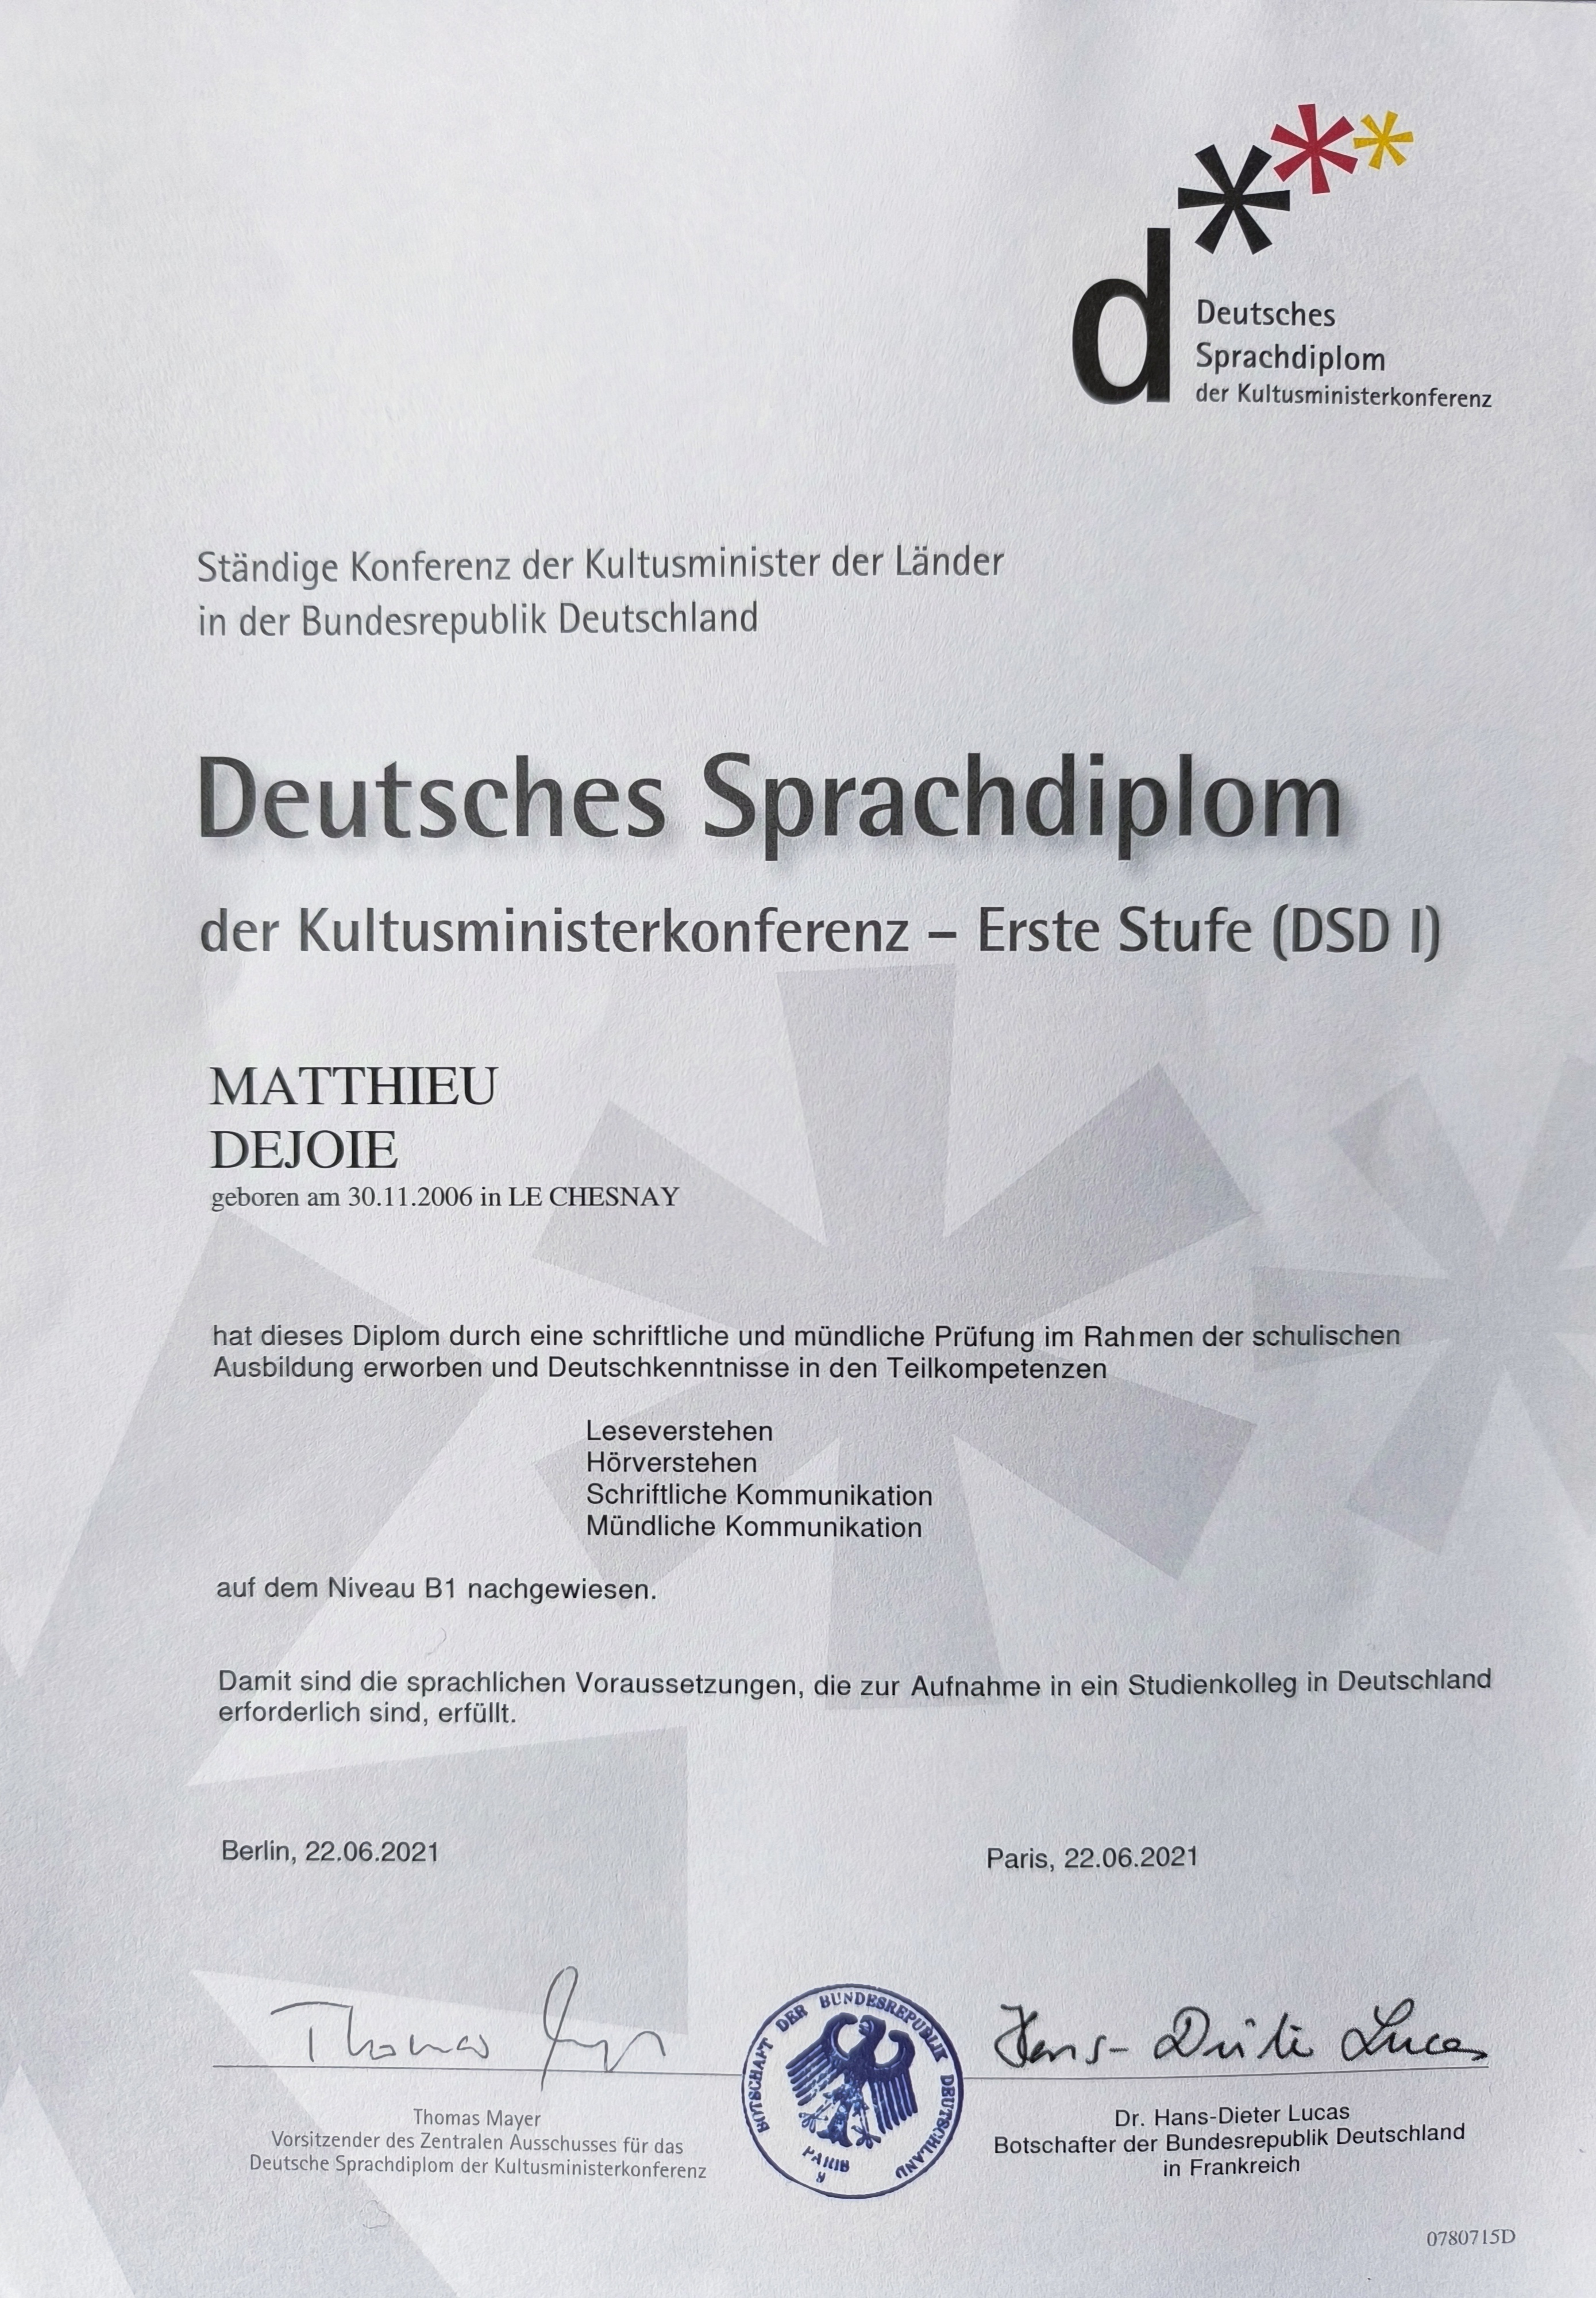 Deutsches
Sprachdiplom
der Kultusministerkonferenz
Ständige Konferenz der Kultusminister der Länder
in der Bundesrepublik Deutschland
Deutsches Sprachdiplom
der Kultusministerkonferenz – Erste Stufe (DSD I)
MATTHIEU
DEJOIE
geboren am 30.11.2006 in LE CHESNAY
hat dieses Diplom durch eine schriftliche und mündliche Prüfung im Rahmen der schulischen
Ausbildung erworben und Deutschkenntnisse in den Teilkompetenzen
Leseverstehen
Hörverstehen
Schriftliche Kommunikation
Mündliche Kommunikation
auf dem Niveau B1 nachgewiesen.
Damit sind die sprachlichen Voraussetzungen, die zur Aufnahme in ein Studienkolleg in Deutschland
erforderlich sind, erfüllt.
Berlin, 22.06.2021
Paris, 22.06.2021
Thomas
Hans-Dieter Lucas
BOTSCHAFT DER BUNDESREPUBLIK DEUTSCHLAND
PARIS
Thomas Mayer
Vorsitzender des Zentralen Ausschusses für das
Deutsche Sprachdiplom der Kultusministerkonferenz
Dr. Hans-Dieter Lucas
Botschafter der Bundesrepublik Deutschland
in Frankreich
0780715D